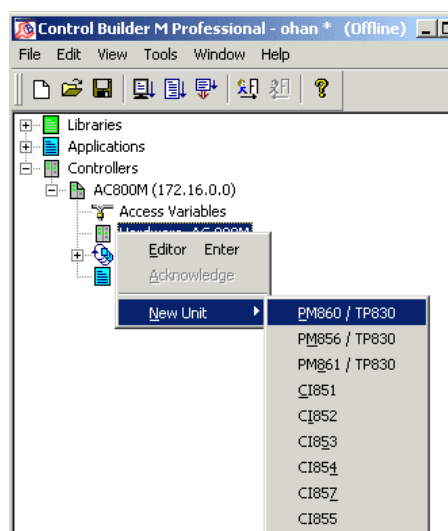 Control Builder M Professional - ohan * (Offline)
File Edit View Tools Window Help
Libraries
Applications
Controllers
AC800M (172.16.0.0)
Access Variables
Editor Enter
Acknowledge
New Unit
PM860 / TP830
PM856 / TP830
PM861 / TP830
CI851
CI852
CI853
CI854
CI857
CI855